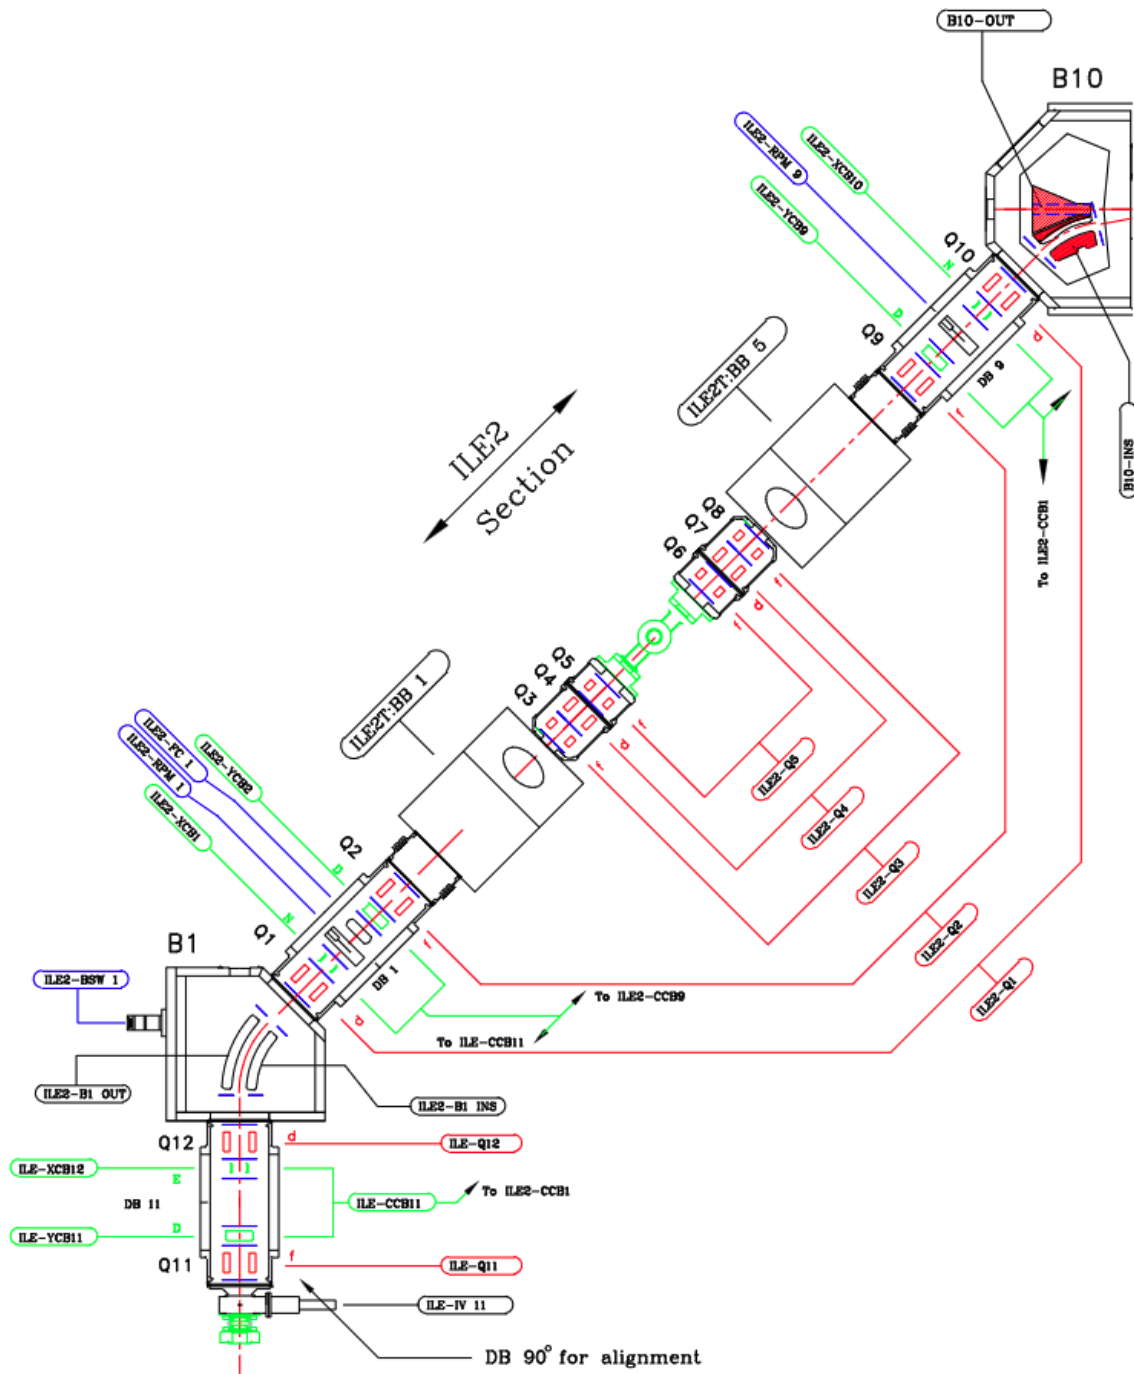 B10-OUT
B10
ILE2-RPM 9
ILE2-XCB10
ILE2-YCB9
Q10
N
D
Q9
DB 9
d
f
B10-INS
To ILE2-CCB1
ILE2T:BB 5
ILE2
Section
Q8
Q7
Q6
f
d
f
Q5
Q4
Q3
f
d
f
ILE2T:BB 1
ILE2-Q5
ILE2-Q4
ILE2-Q3
ILE2-Q2
ILE2-Q1
ILE2-FC 1
ILE2-RPM 1
ILE2-YCB2
ILE2-XCB1
Q2
D
N
Q1
DB 1
f
d
B1
To ILE2-CCB9
To ILE-CCB11
ILE2-BSW 1
ILE2-B1 OUT
ILE2-B1 INS
Q12
d
ILE-Q12
ILE-XCB12
E
DB 11
ILE-CCB11
To ILE2-CCB1
D
ILE-YCB11
Q11
f
ILE-Q11
ILE-IV 11
DB 90° for alignment